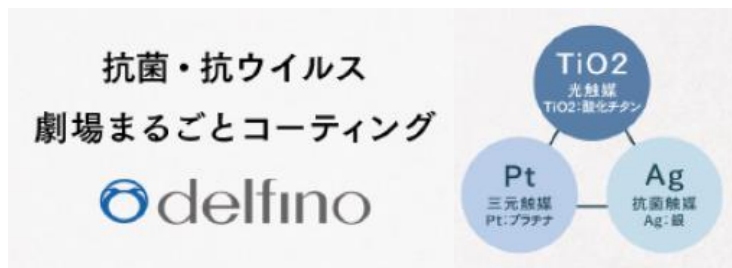 抗菌・抗ウイルス
劇場まるごとコーティング
delfino
TiO2
光触媒
TiO2:酸化チタン
Pt
三元触媒
Pt:プラチナ
Ag
抗菌触媒
Ag:銀